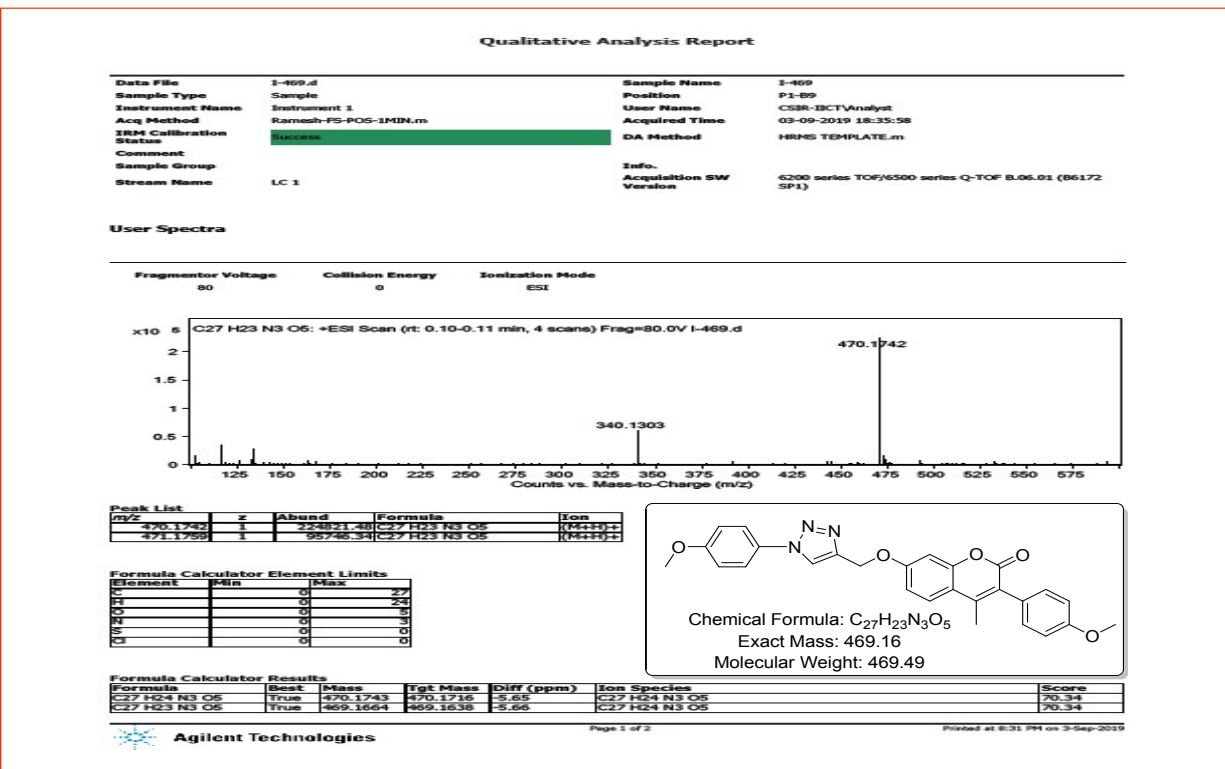 Qualitative Analysis Report
Data File I-469.d Sample Name I-469
Sample Type Sample Position P1-B9
Instrument Name Instrument 1 User Name CSIR-IICT\Analyst
Acq Method Ramesh-FS-POS-1MIN.m Acquired Time 03-09-2019 18:35:58
IRM Calibration Status Success DA Method HRMS TEMPLATE.m
Comment
Sample Group Info.
Stream Name LC 1 Acquisition SW Version 6200 series TOF/6500 series Q-TOF B.06.01 (B6172 SP1)
User Spectra
Fragmentor Voltage Collision Energy Ionization Mode
80 0 ESI
x10 5 C27 H23 N3 O5: +ESI Scan (rt: 0.10-0.11 min, 4 scans) Frag=80.0V I-469.d
470.1742
2
1.5
1
340.1303
0.5
0
125 150 175 200 225 250 275 300 325 350 375 400 425 450 475 500 525 550 575
Counts vs. Mass-to-Charge (m/z)
Peak List
m/z z Abund Formula Ion
470.1742 1 224821.48 C27 H23 N3 O5 (M+H)+
471.1759 1 95746.34 C27 H23 N3 O5 (M+H)+
Formula Calculator Element Limits
Element Min Max
C 0 27
H 0 24
O 0 5
N 0 3
S 0 0
Cl 0 0
N N
O N O O O
O
Chemical Formula: C27H23N3O5
Exact Mass: 469.16
Molecular Weight: 469.49
Formula Calculator Results
Formula Best Mass Tgt Mass Diff (ppm) Ion Species Score
C27 H24 N3 O5 True 470.1743 470.1716 -5.65 C27 H24 N3 O5 70.34
C27 H23 N3 O5 True 469.1664 469.1638 -5.66 C27 H24 N3 O5 70.34
Agilent Technologies Page 1 of 2 Printed at 8:31 PM on 3-Sep-2019